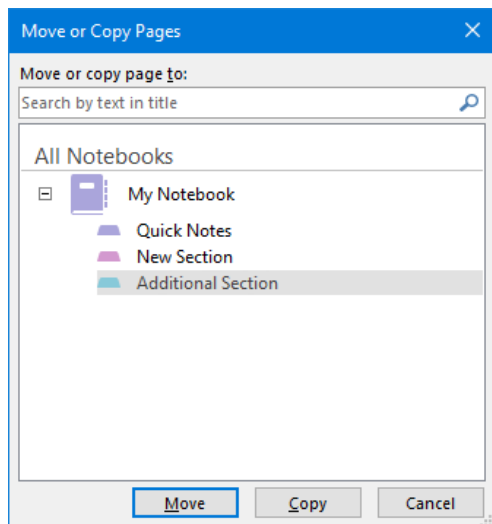 Move or Copy Pages
Move or copy page to:
Search by text in title
All Notebooks
My Notebook
Quick Notes
New Section
Additional Section
Move Copy Cancel